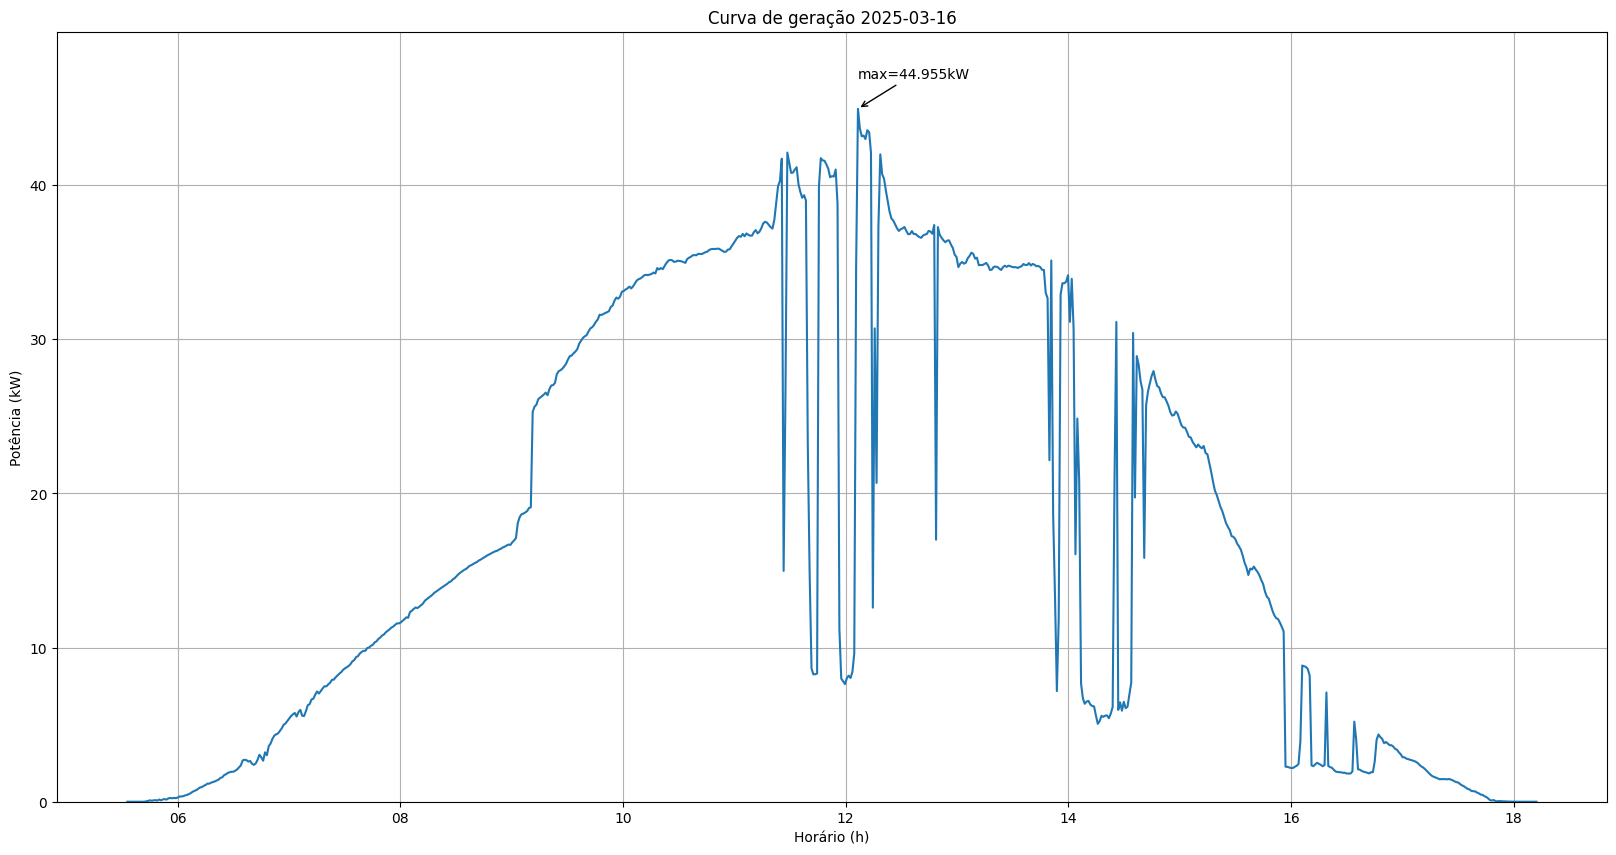 Curva de geração 2025-03-16
max=44.955kW
Potência (kW)
40
30
20
10
0
06 08 10 12 14 16 18
Horário (h)